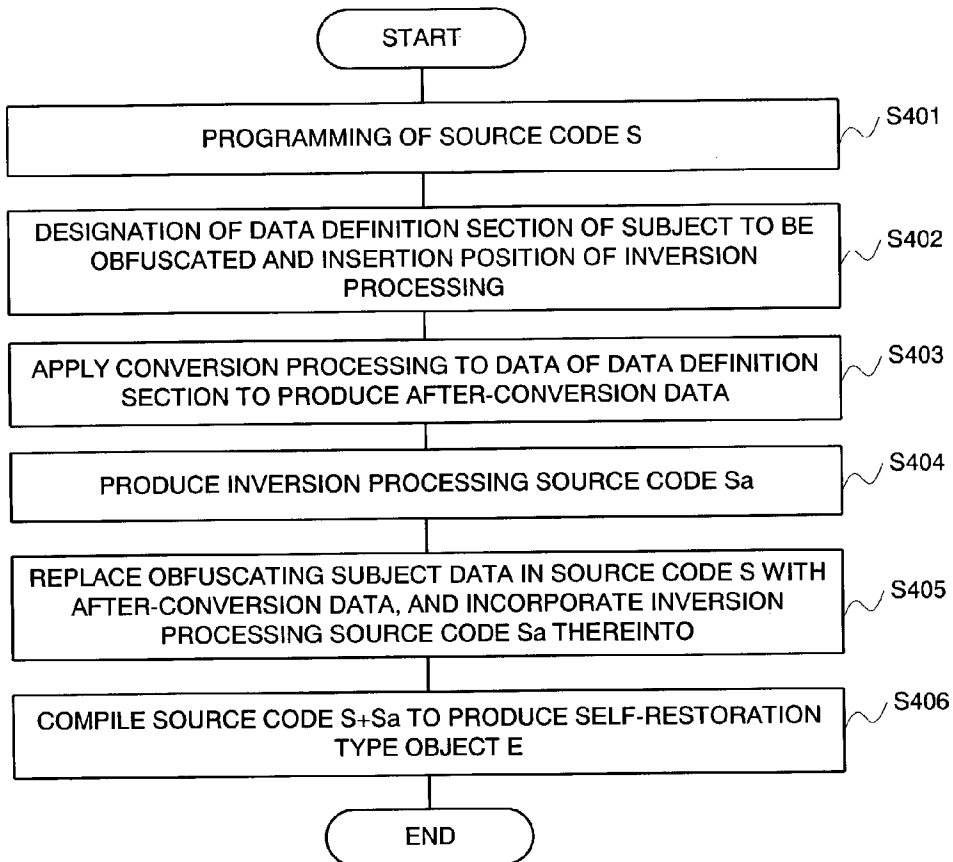 START
PROGRAMMING OF SOURCE CODE S
S401
DESIGNATION OF DATA DEFINITION SECTION OF SUBJECT TO BE
OBFUSCATED AND INSERTION POSITION OF INVERSION
PROCESSING
S402
APPLY CONVERSION PROCESSING TO DATA OF DATA DEFINITION
SECTION TO PRODUCE AFTER-CONVERSION DATA
S403
PRODUCE INVERSION PROCESSING SOURCE CODE Sa
S404
REPLACE OBFUSCATING SUBJECT DATA IN SOURCE CODE S WITH
AFTER-CONVERSION DATA, AND INCORPORATE INVERSION
PROCESSING SOURCE CODE Sa THEREINTO
S405
COMPILE SOURCE CODE S+Sa TO PRODUCE SELF-RESTORATION
TYPE OBJECT E
S406
END